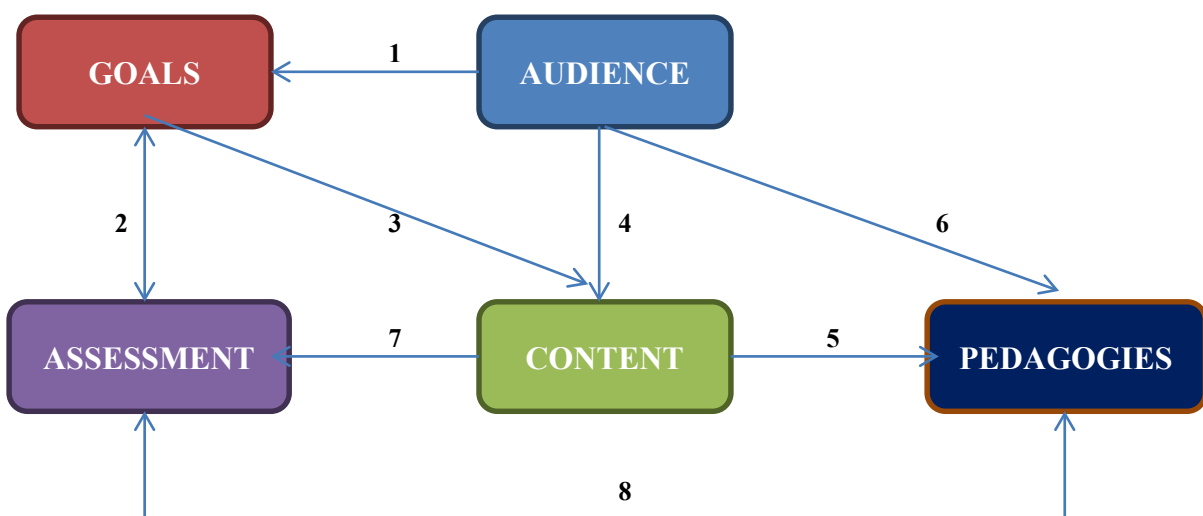 1
GOALS
AUDIENCE
2
3
4
6
7
5
ASSESSMENT
CONTENT
PEDAGOGIES
8